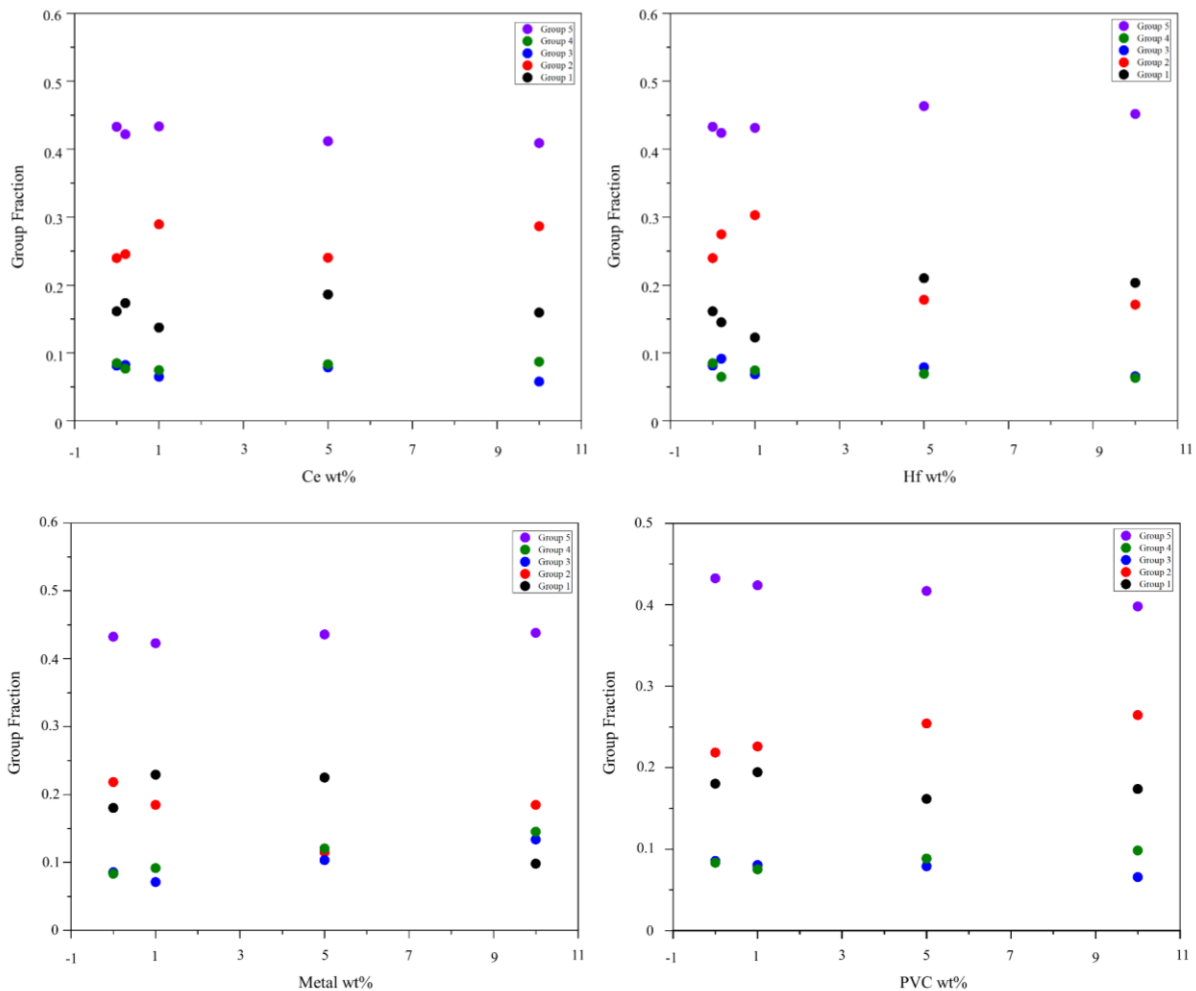 0.6
0.5
0.4
0.3
0.2
0.1
0
Group Fraction
Group 5
Group 4
Group 3
Group 2
Group 1
-1 1 3 5 7 9 11
Ce wt%
0.6
0.5
0.4
0.3
0.2
0.1
0
Group Fraction
Group 5
Group 4
Group 3
Group 2
Group 1
-1 1 3 5 7 9 11
Hf wt%
0.6
0.5
0.4
0.3
0.2
0.1
0
Group Fraction
Group 5
Group 4
Group 3
Group 2
Group 1
-1 1 3 5 7 9 11
Metal wt%
0.5
0.4
0.3
0.2
0.1
0
Group Fraction
Group 5
Group 4
Group 3
Group 2
Group 1
-1 1 3 5 7 9 11
PVC wt%